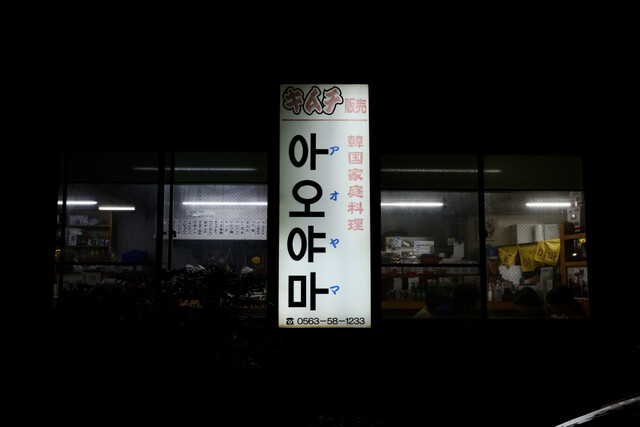 キムチ販売
韓国家庭料理
아오야마
アオヤマ
☎ 0563-58-1233